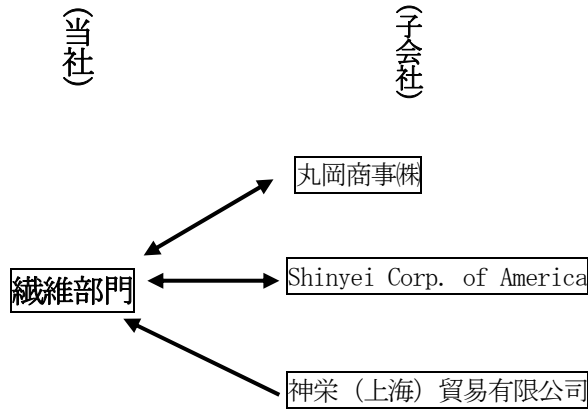 （当社）
（子会社）
丸岡商事㈱
繊維部門
Shinyei Corp. of America
神栄（上海）貿易有限公司